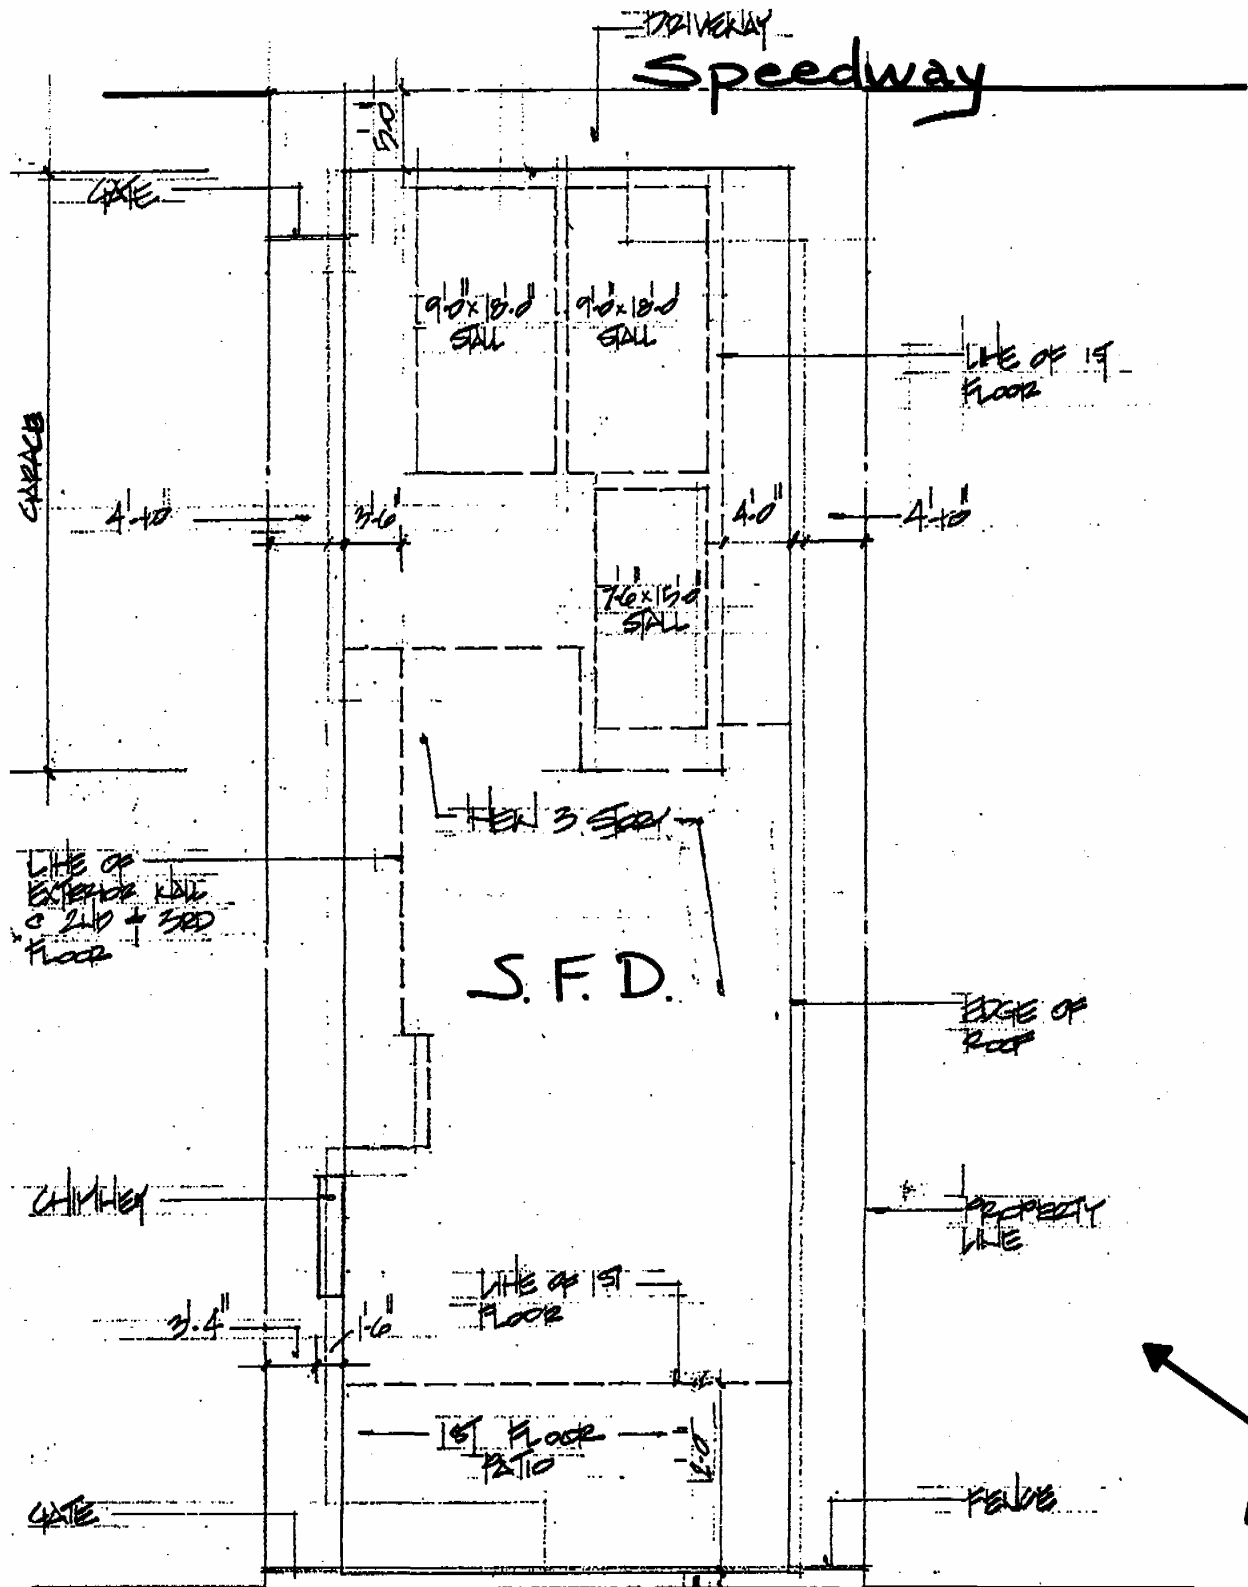 DRIVEWAY
Speedway
5'-0"
GATE
9'-0" x 18'-0"
STALL
9'-0" x 18'-0"
STALL
LINE OF 1ST
FLOOR
GARAGE
4'-10"
3'-6"
4'-0"
4'-10"
7'-6" x 15'-0"
STALL
NEW 3 STORY
LINE OF
EXTERIOR WALL
@ 2ND + 3RD
FLOOR
S.F.D.
EDGE OF
ROOF
CHIMNEY
PROPERTY
LINE
LINE OF 1ST
FLOOR
3'-4"
1'-6"
1ST FLOOR
PATIO
GATE
FENCE